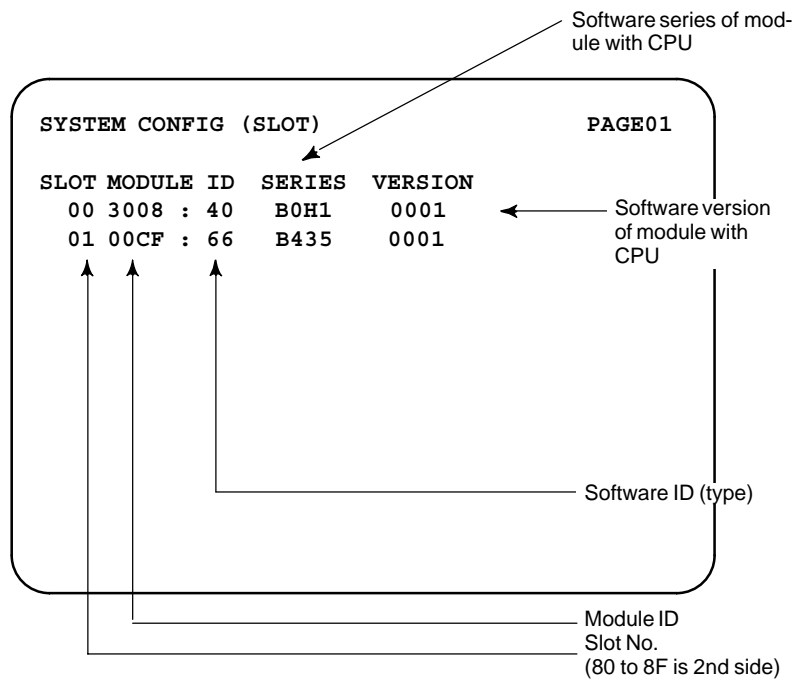 Software series of mod-
ule with CPU
SYSTEM CONFIG (SLOT) PAGE01
SLOT MODULE ID SERIES VERSION
00 3008 : 40 B0H1 0001
01 00CF : 66 B435 0001
Software version
of module with
CPU
Software ID (type)
Module ID
Slot No.
(80 to 8F is 2nd side)